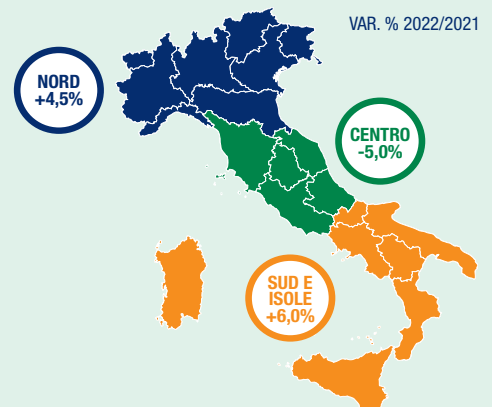 VAR. % 2022/2021
NORD
+4,5%
CENTRO
-5,0%
SUD E
ISOLE
+6,0%